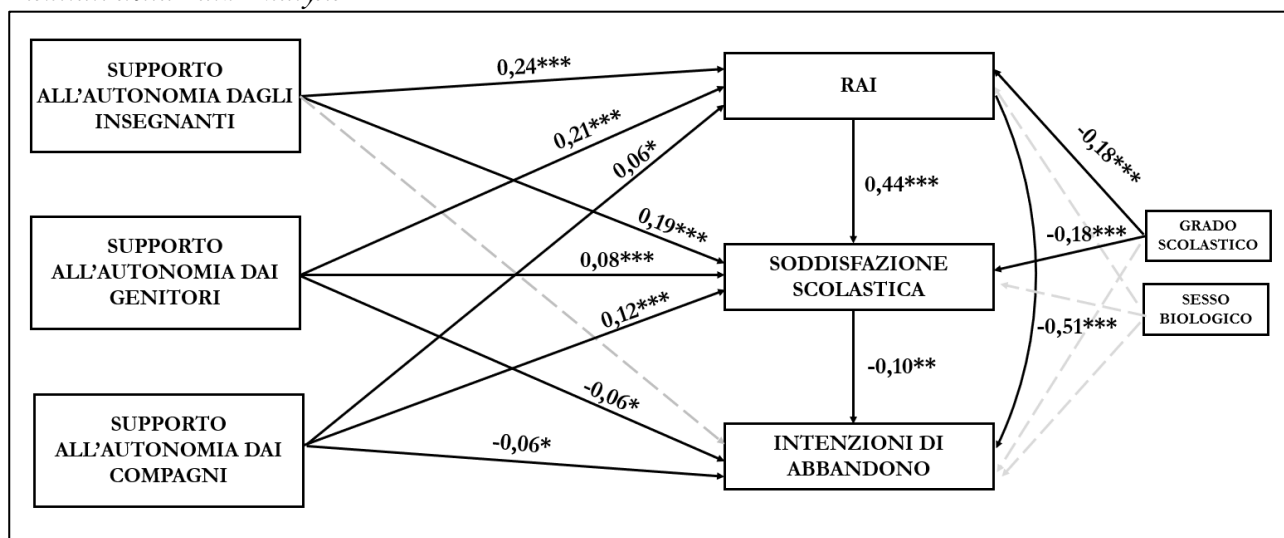 SUPPORTO
ALL'AUTONOMIA DAGLI
INSEGNANTI
0,24***
RAI
0,21***
0,06*
-0,18***
0,44***
0,19***
SUPPORTO
ALL'AUTONOMIA DAI
GENITORI
0,08***
SODDISFAZIONE
SCOLASTICA
-0,18***
GRADO
SCOLASTICO
0,12***
SESSO
BIOLOGICO
-0,51***
-0,10**
-0,06*
SUPPORTO
ALL'AUTONOMIA DAI
COMPAGNI
-0,06*
INTENZIONI DI
ABBANDONO